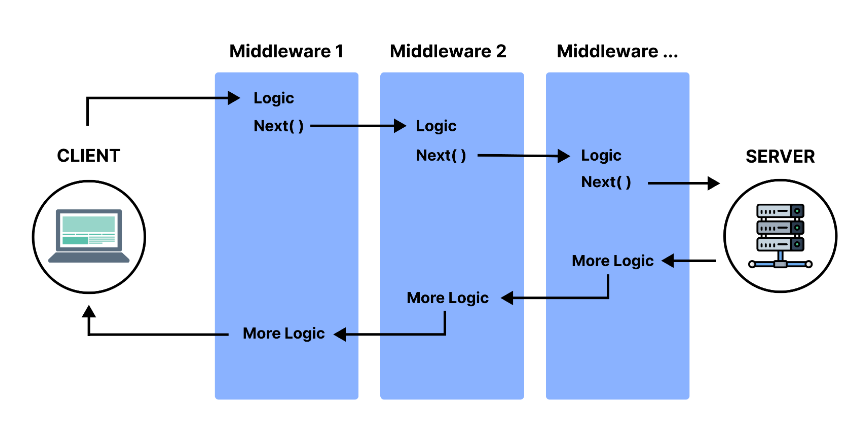 Middleware 1
Middleware 2
Middleware ...
Logic
Next( )
Logic
Next( )
Logic
Next( )
CLIENT
SERVER
More Logic
More Logic
More Logic